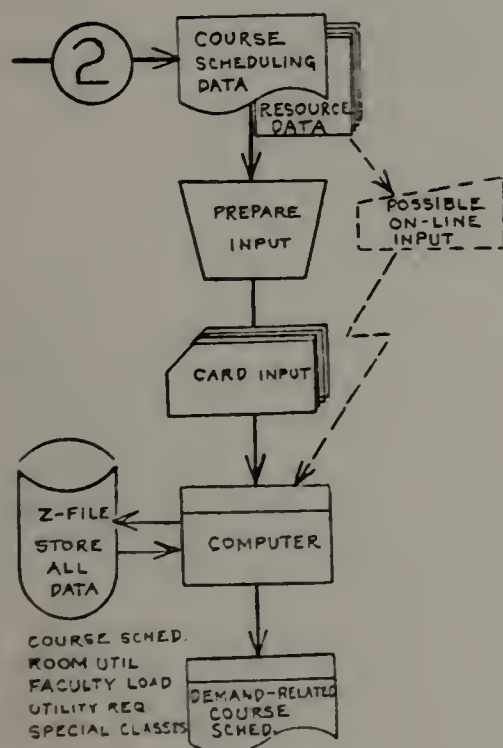 2
COURSE
SCHEDULING
DATA
RESOURCE
DATA
PREPARE
INPUT
POSSIBLE
ON-LINE
INPUT
CARD INPUT
Z-FILE
STORE
ALL
DATA
COMPUTER
COURSE SCHED.
ROOM UTIL
FACULTY LOAD
UTILITY REQ
SPECIAL CLASSES
DEMAND-RELATED
COURSE
SCHED.